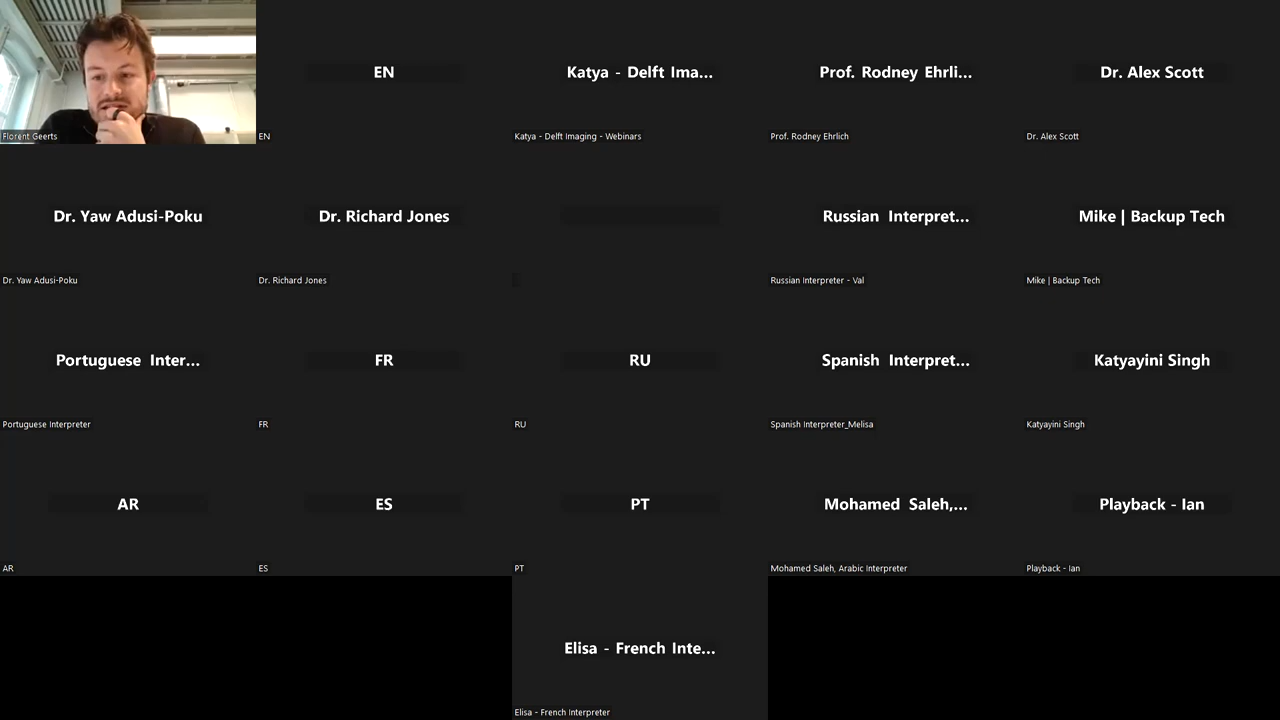 EN
Katya - Delft Ima...
Prof. Rodney Ehrli...
Dr. Alex Scott
Florent Geerts
EN
Katya - Delft Imaging - Webinars
Prof. Rodney Ehrlich
Dr. Alex Scott
Dr. Yaw Adusi-Poku
Dr. Richard Jones
Russian Interpret...
Mike | Backup Tech
Dr. Yaw Adusi-Poku
Dr. Richard Jones
Russian Interpreter - Val
Mike | Backup Tech
Portuguese Inter...
FR
RU
Spanish Interpret...
Katyayini Singh
Portuguese Interpreter
FR
RU
Spanish Interpreter_Melisa
Katyayini Singh
AR
ES
PT
Mohamed Saleh,...
Playback - Ian
AR
ES
PT
Mohamed Saleh, Arabic Interpreter
Playback - Ian
Elisa - French Inte...
Elisa - French Interpreter